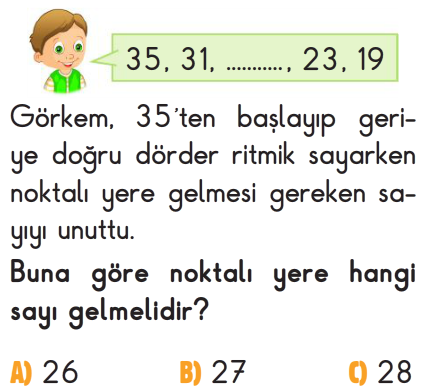 35, 31, ..........., 23, 19
Görkem, 35'ten başlayıp geri-
ye doğru dörder ritmik sayarken
noktalı yere gelmesi gereken sa-
yıyı unuttu.
Buna göre noktalı yere hangi
sayı gelmelidir?
A) 26 B) 27 C) 28